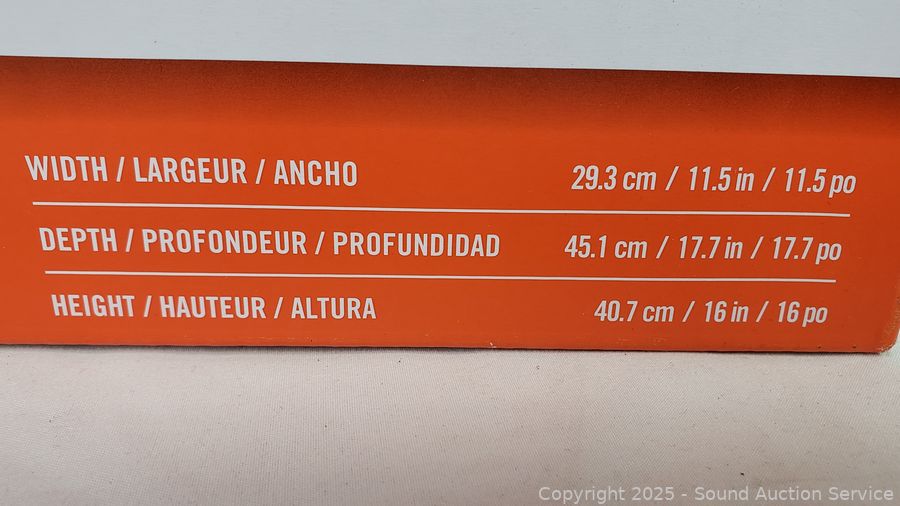 WIDTH / LARGEUR / ANCHO 29.3 cm / 11.5 in / 11.5 po
DEPTH / PROFONDEUR / PROFUNDIDAD 45.1 cm / 17.7 in / 17.7 po
HEIGHT / HAUTEUR / ALTURA 40.7 cm / 16 in / 16 po
Copyright 2025 - Sound Auction Service